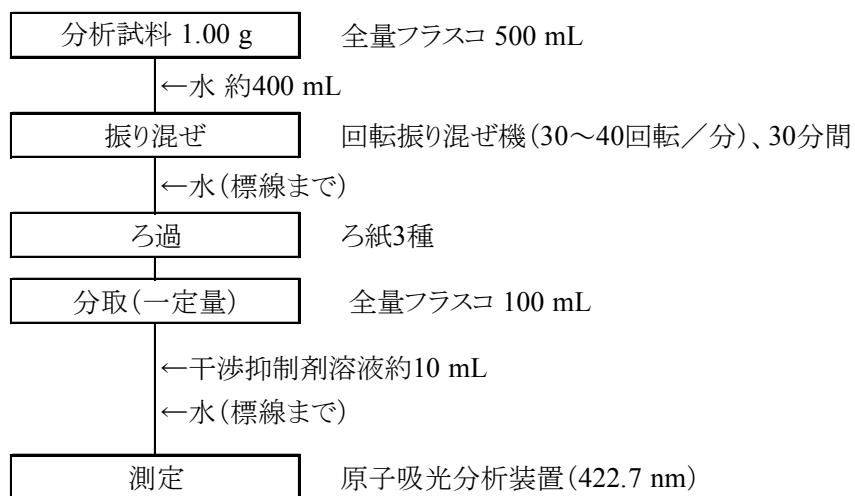 分析試料 1.00 g 全量フラスコ 500 mL
←水 約400 mL
振り混ぜ 回転振り混ぜ機(30~40回転/分)、30分間
←水(標線まで)
ろ過 ろ紙3種
分取(一定量) 全量フラスコ 100 mL
←干渉抑制剤溶液約10 mL
←水(標線まで)
測定 原子吸光分析装置(422.7 nm)